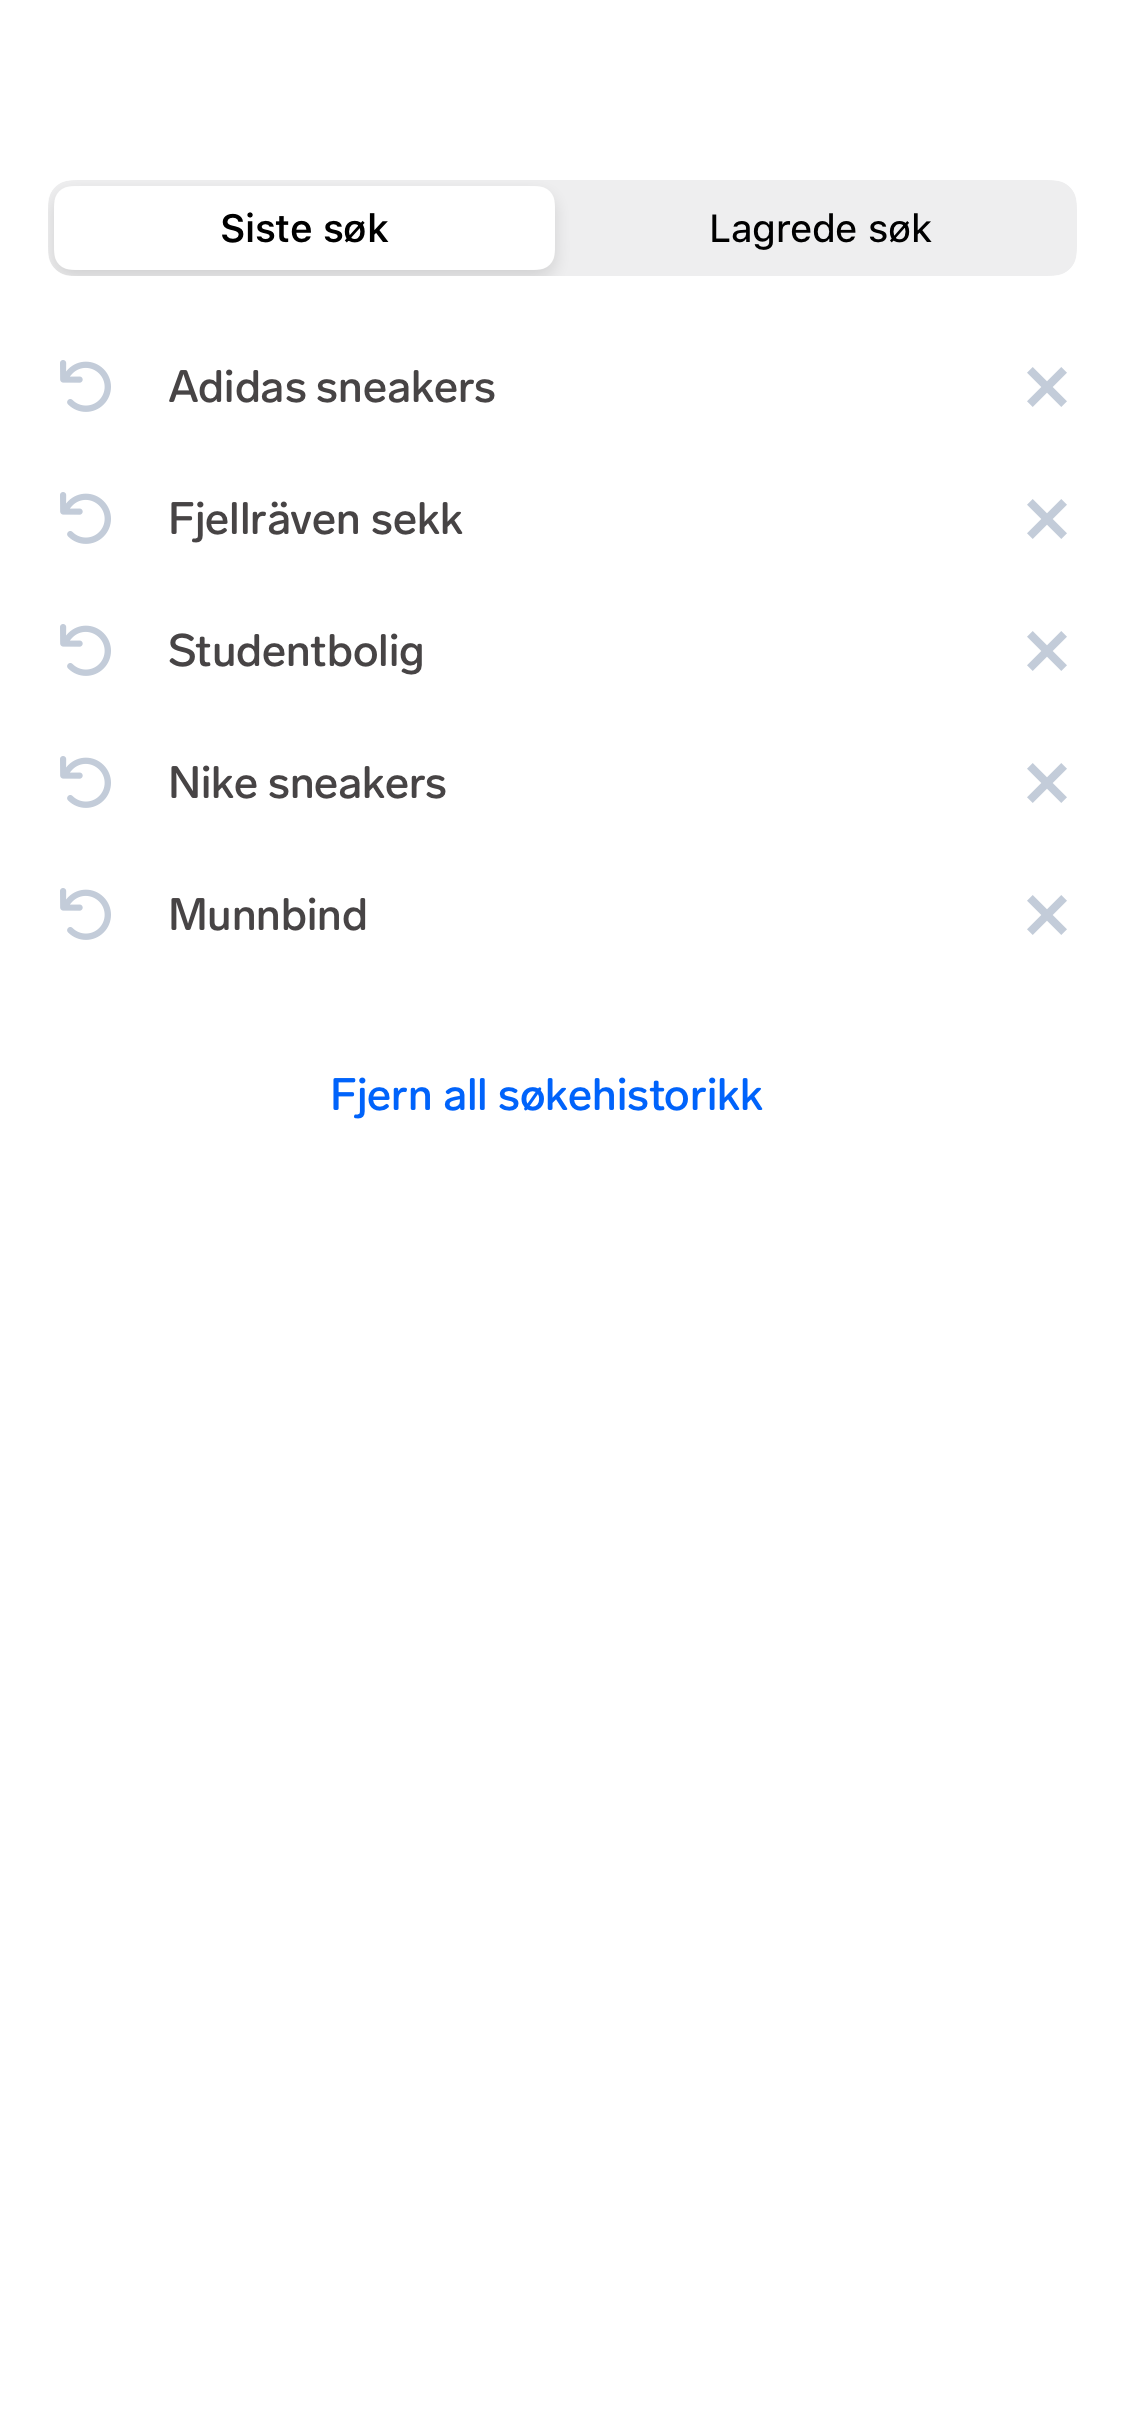 Siste søk
Lagrede søk
Adidas sneakers
Fjellräven sekk
Studentbolig
Nike sneakers
Munnbind
Fjern all søkehistorikk